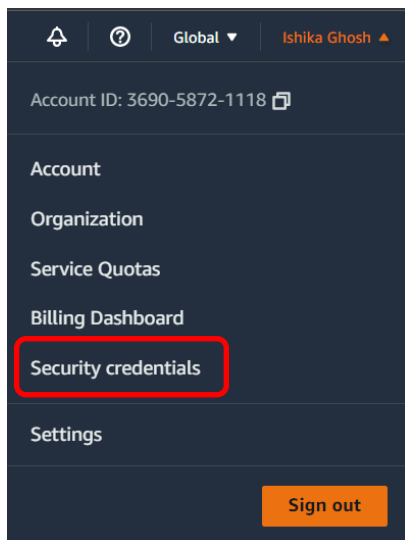 Global Ishika Ghosh
Account ID: 3690-5872-1118
Account
Organization
Service Quotas
Billing Dashboard
Security credentials
Settings
Sign out